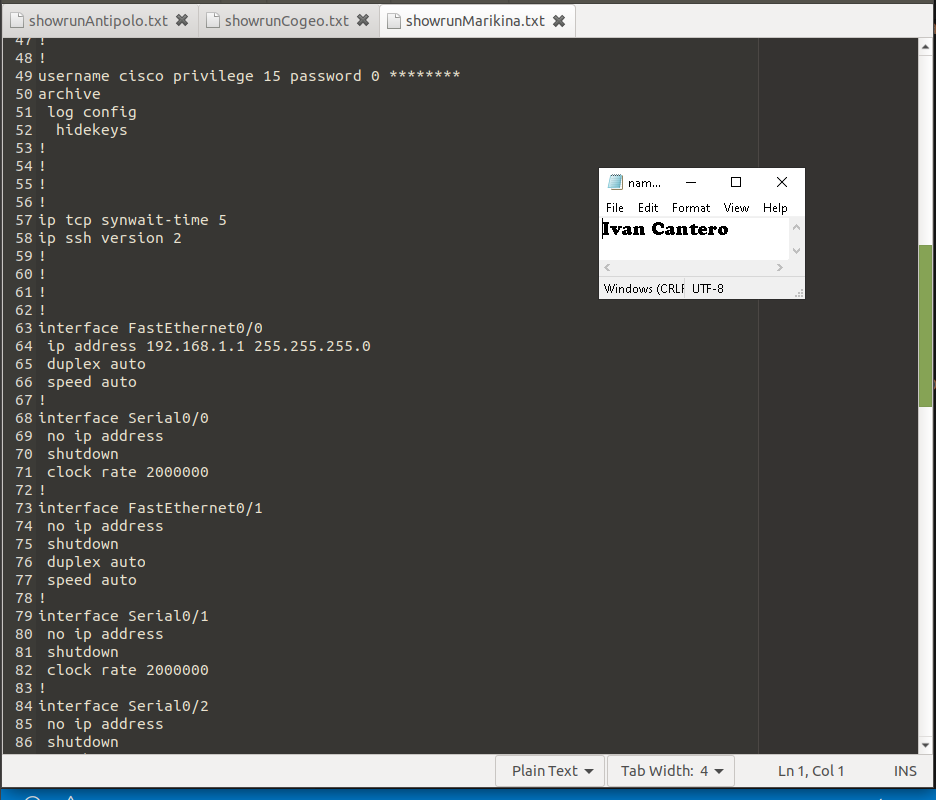 showrunAntipolo.txt showrunCogeo.txt showrunMarikina.txt
47 !
48 !
49 username cisco privilege 15 password 0 ********
50 archive
51 log config
52 hidekeys
53 !
54 !
55 !
56 !
57 ip tcp synwait-time 5
58 ip ssh version 2
59 !
60 !
61 !
62 !
63 interface FastEthernet0/0
64 ip address 192.168.1.1 255.255.255.0
65 duplex auto
66 speed auto
67 !
68 interface Serial0/0
69 no ip address
70 shutdown
71 clock rate 2000000
72 !
73 interface FastEthernet0/1
74 no ip address
75 shutdown
76 duplex auto
77 speed auto
78 !
79 interface Serial0/1
80 no ip address
81 shutdown
82 clock rate 2000000
83 !
84 interface Serial0/2
85 no ip address
86 shutdown
nam...
File Edit Format View Help
Ivan Cantero
Windows (CRLF UTF-8
Plain Text Tab Width: 4 Ln 1, Col 1 INS